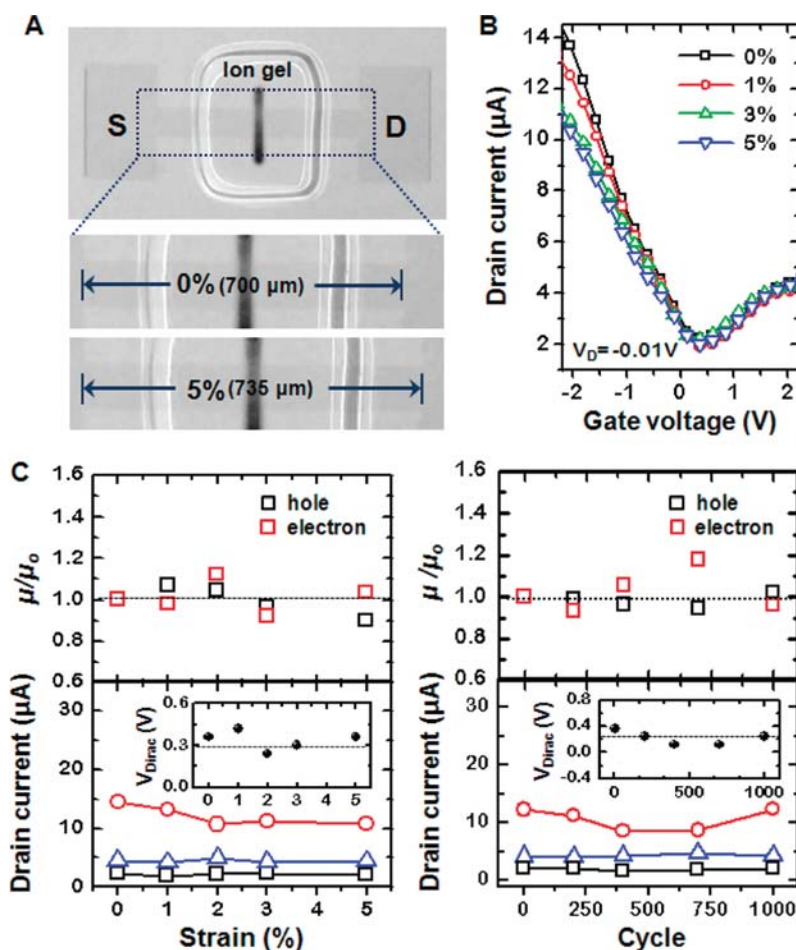 A
Ion gel
S
D
0% (700 μm)
5% (735 μm)
B
Drain current (μA)
14
12
10
8
6
4
2
0%
1%
3%
5%
V_D= -0.01V
-2 -1 0 1 2
Gate voltage (V)
C
μ/μ_o
1.6
1.4
1.2
1.0
0.8
0.6
hole
electron
Drain current (μA)
30
20
10
0
V_Dirac (V)
0.6
0.3
0.0
0 1 2 3 4 5
0 1 2 3 4 5
Strain (%)
μ /μ_o
1.6
1.4
1.2
1.0
0.8
0.6
hole
electron
Drain current (μA)
30
20
10
0
V_Dirac (V)
0.8
0.4
0.0
-0.4
0 500 1000
0 250 500 750 1000
Cycle